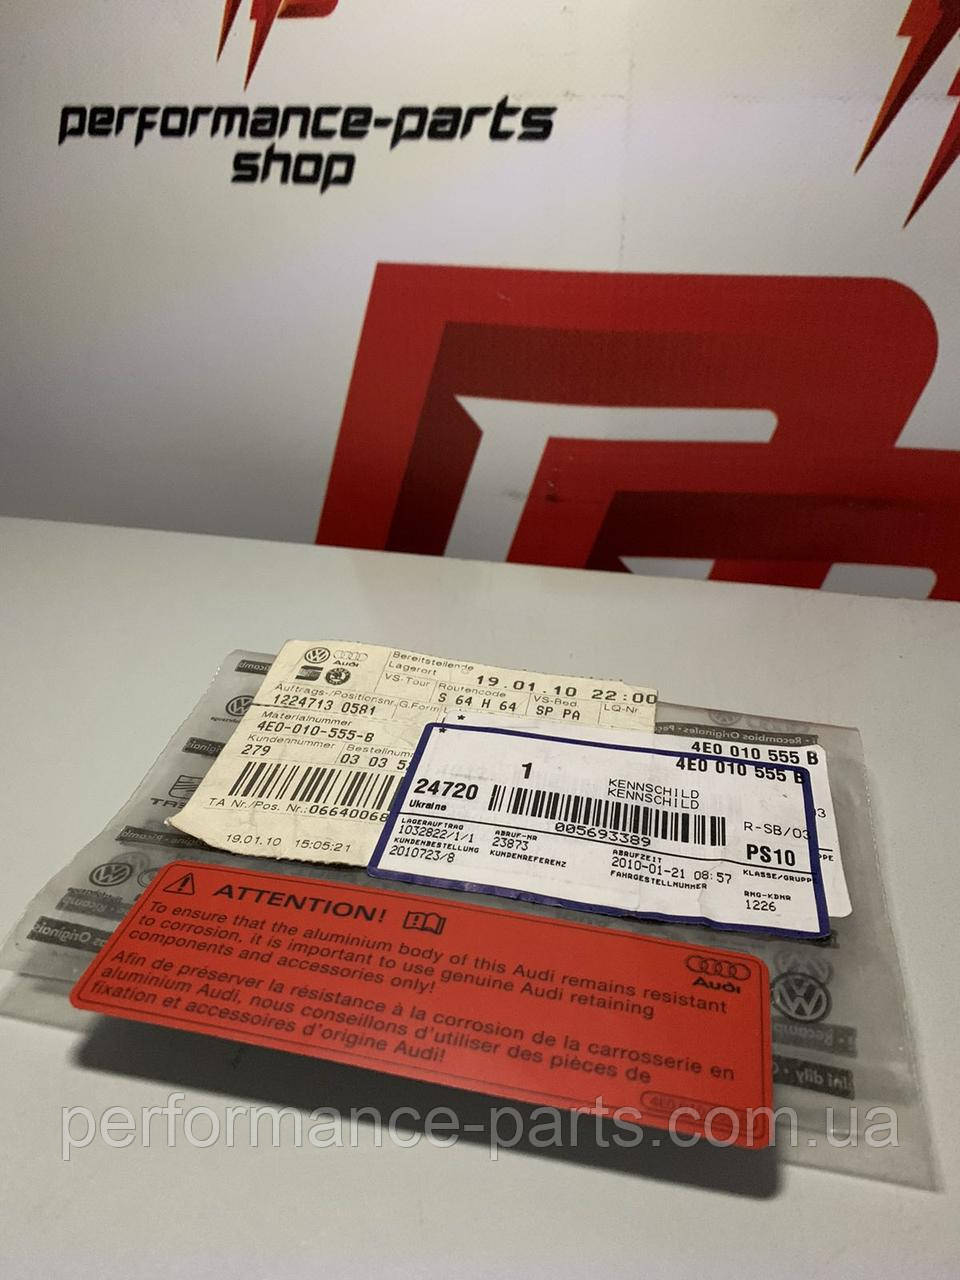 performance-parts
shop
Audi
Bereitstellende
Lagerort
19.01.10 22:00
VS-Tour
Routencode
VS-Bed.
LQ-Nr.
Auftrags-/Positionsnr.
G.Form
S 64 H 64
SP PA
1224713 0581
Materialnummer
4E0-010-555-B
Kundennummer
279
03 03
TA Nr./Pos. Nr.:
19.01.10 15:05:21
4E0 010 555 B
*
4E0 010 555 B
*
1
KENNSCHILD
KENNSCHILD
24720
Ukraine
005693389
R-SB/03
PS10
LAGERAUFTRAG
1032822/1/1
ABRUF-NR
23873
ABRUFZEIT
2010-01-21 08:57
KLASSE/GRUPPE
KUNDENBESTELLUNG
2010723/8
KUNDENREFERENZ
FAHRGESTELLNUMMER
RNG-KDNR
1226
ATTENTION!
To ensure that the aluminium body of this Audi remains resistant
to corrosion, it is important to use genuine Audi retaining
components and accessories only!
Afin de préserver la résistance à la corrosion de la carrosserie en
aluminium Audi, nous conseillons d'utiliser des pièces de
fixation et accessoires d'origine Audi!
Audi
performance-parts.com.ua